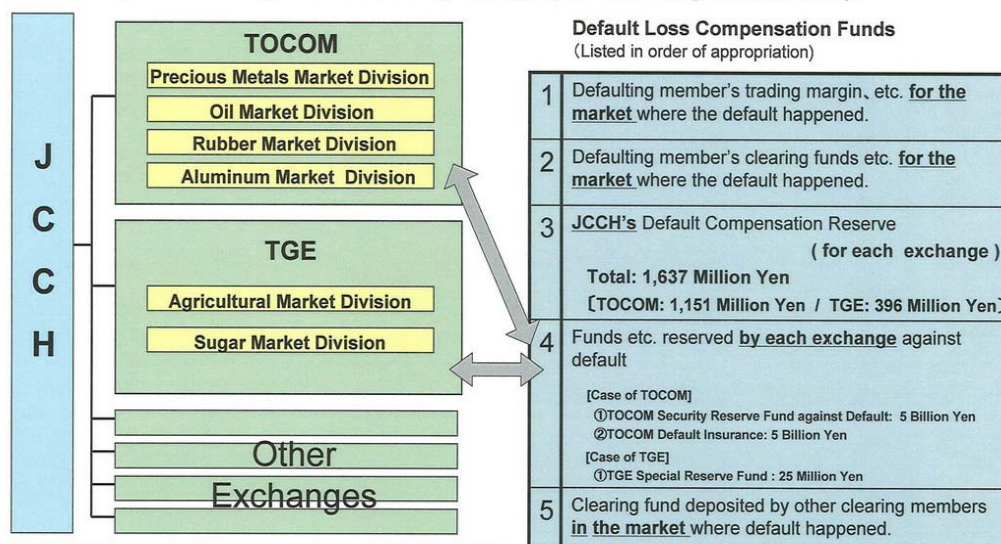 J
C
C
H
TOCOM
Precious Metals Market Division
Oil Market Division
Rubber Market Division
Aluminum Market Division
TGE
Agricultural Market Division
Sugar Market Division
Other
Exchanges
Default Loss Compensation Funds
(Listed in order of appropriation)
1
Defaulting member's trading margin、etc. for the
market where the default happened.
2
Defaulting member's clearing funds etc. for the
market where the default happened.
3
JCCH's Default Compensation Reserve
( for each exchange )
Total: 1,637 Million Yen
〔TOCOM: 1,151 Million Yen / TGE: 396 Million Yen〕
4
Funds etc. reserved by each exchange against
default
[Case of TOCOM]
①TOCOM Security Reserve Fund against Default: 5 Billion Yen
②TOCOM Default Insurance: 5 Billion Yen
[Case of TGE]
①TGE Special Reserve Fund : 25 Million Yen
5
Clearing fund deposited by other clearing members
in the market where default happened.